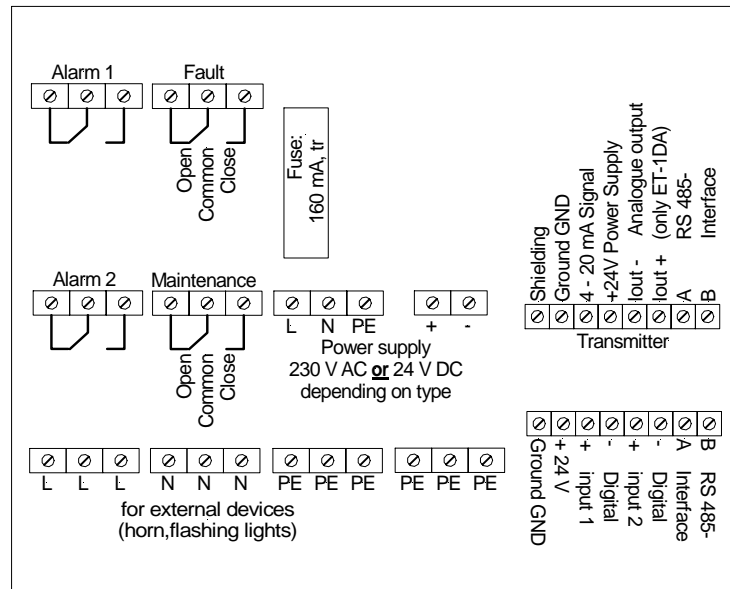 Alarm 1
Fault
Open
Common
Close
Fuse:
160 mA, tr
Alarm 2
Maintenance
Open
Common
Close
L N PE
+ -
Power supply
230 V AC or 24 V DC
depending on type
Shielding
Ground GND
4 - 20 mA Signal
+24V Power Supply
Iout - Analogue output
Iout + (only ET-1DA)
A RS 485-
B Interface
Transmitter
L L L
N N N
PE PE PE
PE PE PE
for external devices
(horn,flashing lights)
Ground GND
+ 24 V
+ input 1
- Digital
+ input 2
- Digital
A Interface
B RS 485-